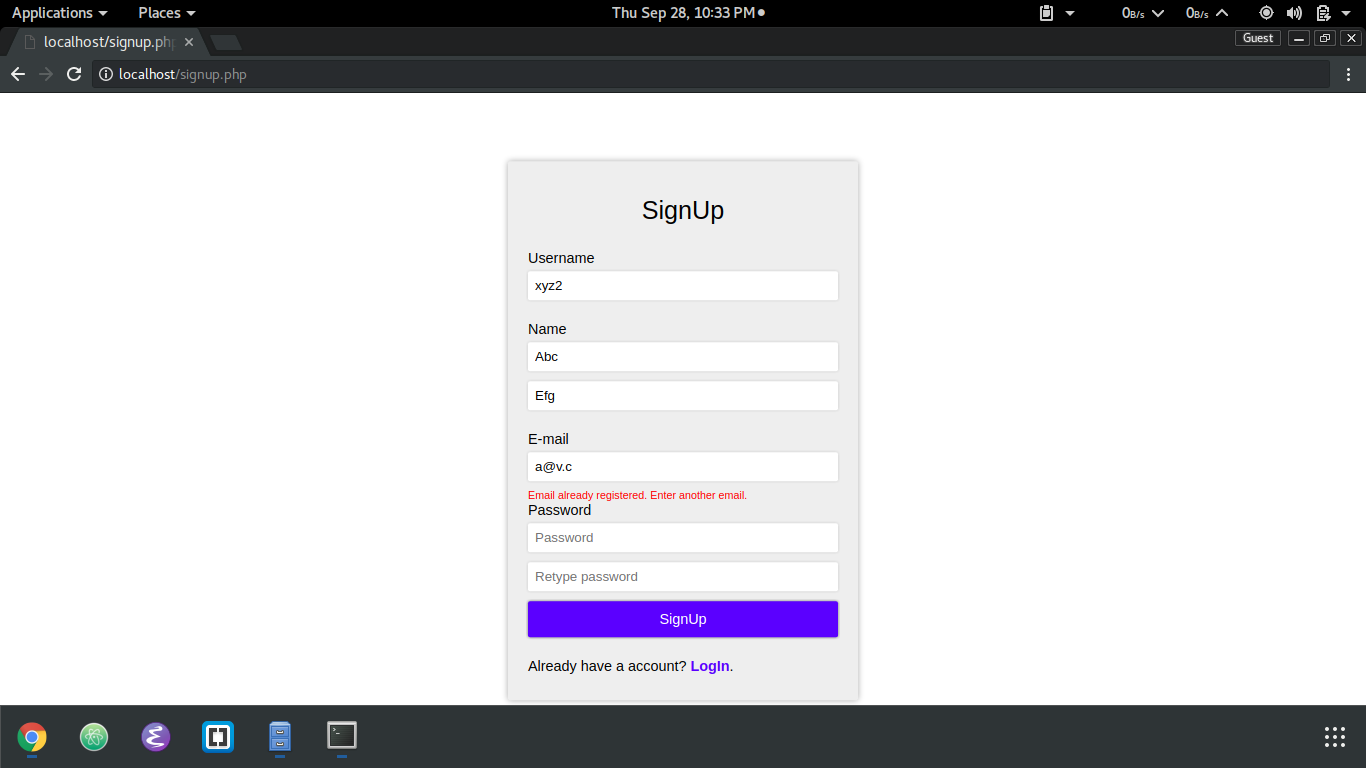 Applications Places Thu Sep 28, 10:33 PM 0B/s 0B/s
localhost/signup.php Guest
localhost/signup.php
SignUp
Username
xyz2
Name
Abc
Efg
E-mail
a@v.c
Email already registered. Enter another email.
Password
Password
Retype password
SignUp
Already have a account? LogIn.